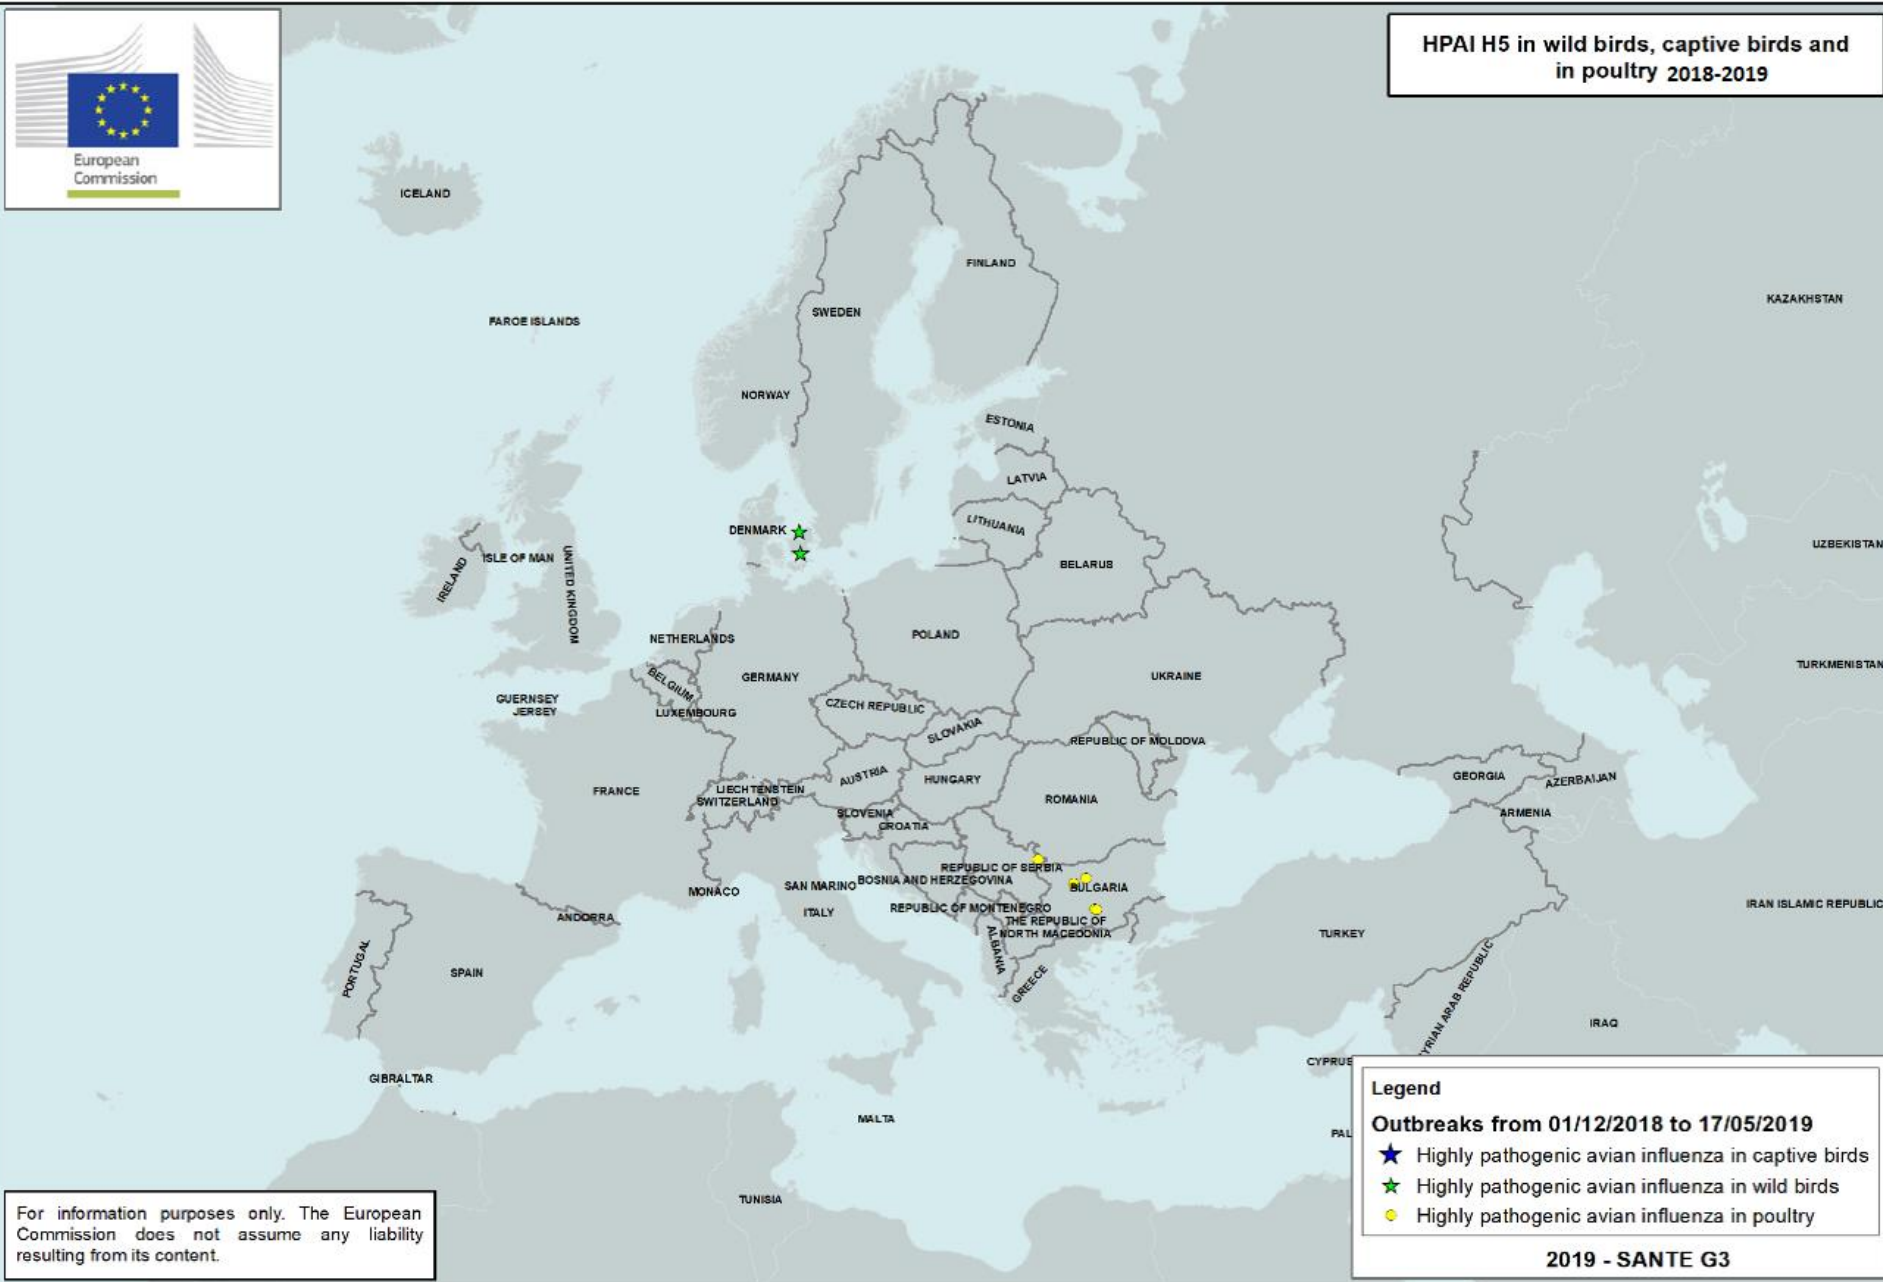 European
Commission
HPAI H5 in wild birds, captive birds and
in poultry 2018-2019
ICELAND
FINLAND
KAZAKHSTAN
SWEDEN
FAROE ISLANDS
NORWAY
ESTONIA
LATVIA
LITHUANIA
DENMARK
UZBEKISTAN
ISLE OF MAN
BELARUS
IRELAND
UNITED KINGDOM
NETHERLANDS
POLAND
TURKMENISTAN
BELGIUM
GERMANY
UKRAINE
GUERNSEY
JERSEY
LUXEMBOURG
CZECH REPUBLIC
SLOVAKIA
REPUBLIC OF MOLDOVA
AUSTRIA
HUNGARY
GEORGIA
AZERBAIJAN
FRANCE
LIECHTENSTEIN
SWITZERLAND
ROMANIA
SLOVENIA
CROATIA
ARMENIA
REPUBLIC OF SERBIA
BOSNIA AND HERZEGOVINA
SAN MARINO
BULGARIA
MONACO
IRAN ISLAMIC REPUBLIC
REPUBLIC OF MONTENEGRO
ITALY
ANDORRA
THE REPUBLIC OF
NORTH MACEDONIA
TURKEY
ALBANIA
PORTUGAL
SPAIN
GREECE
YRIAN ARAB REPUBLIC
IRAQ
CYPRUS
GIBRALTAR
MALTA
PAL
TUNISIA
Legend
Outbreaks from 01/12/2018 to 17/05/2019
Highly pathogenic avian influenza in captive birds
Highly pathogenic avian influenza in wild birds
Highly pathogenic avian influenza in poultry
2019 - SANTE G3
For information purposes only. The European
Commission does not assume any liability
resulting from its content.